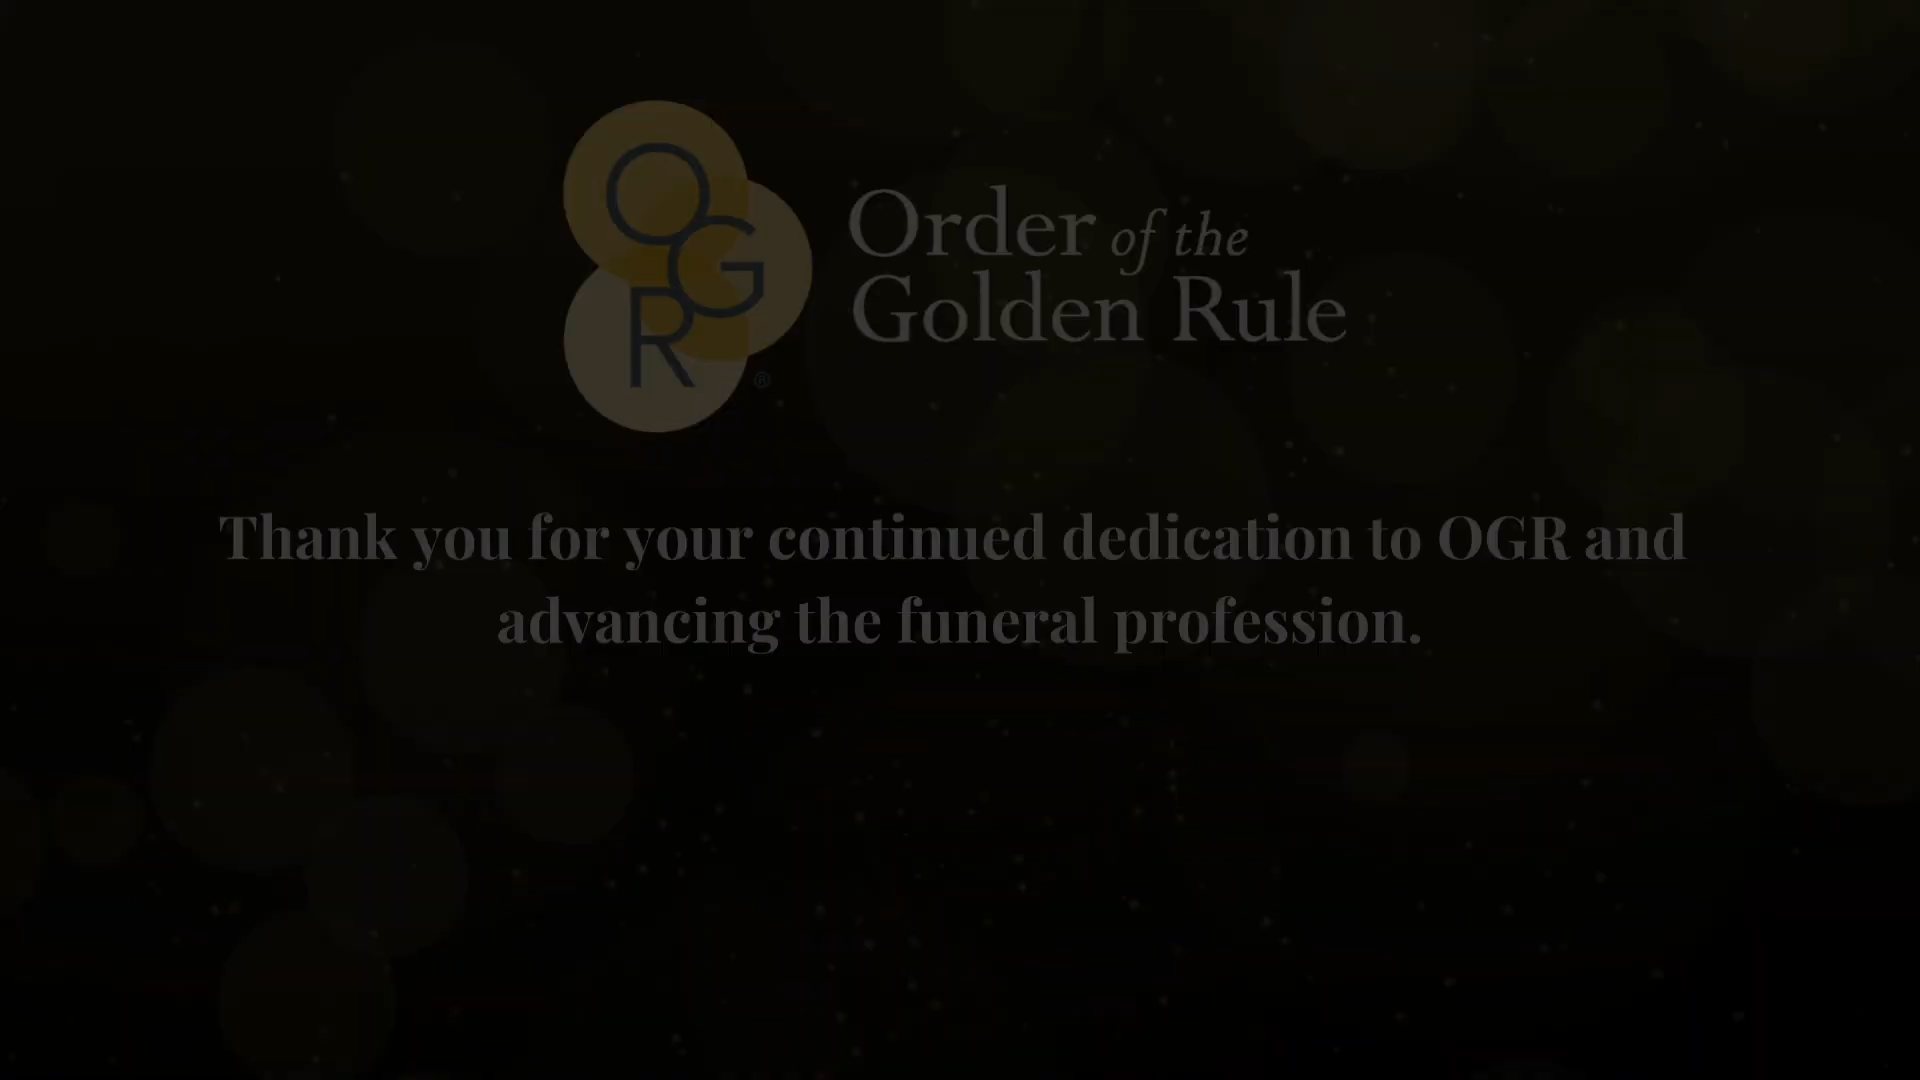 OGR
®
Order of the
Golden Rule
Thank you for your continued dedication to OGR and
advancing the funeral profession.